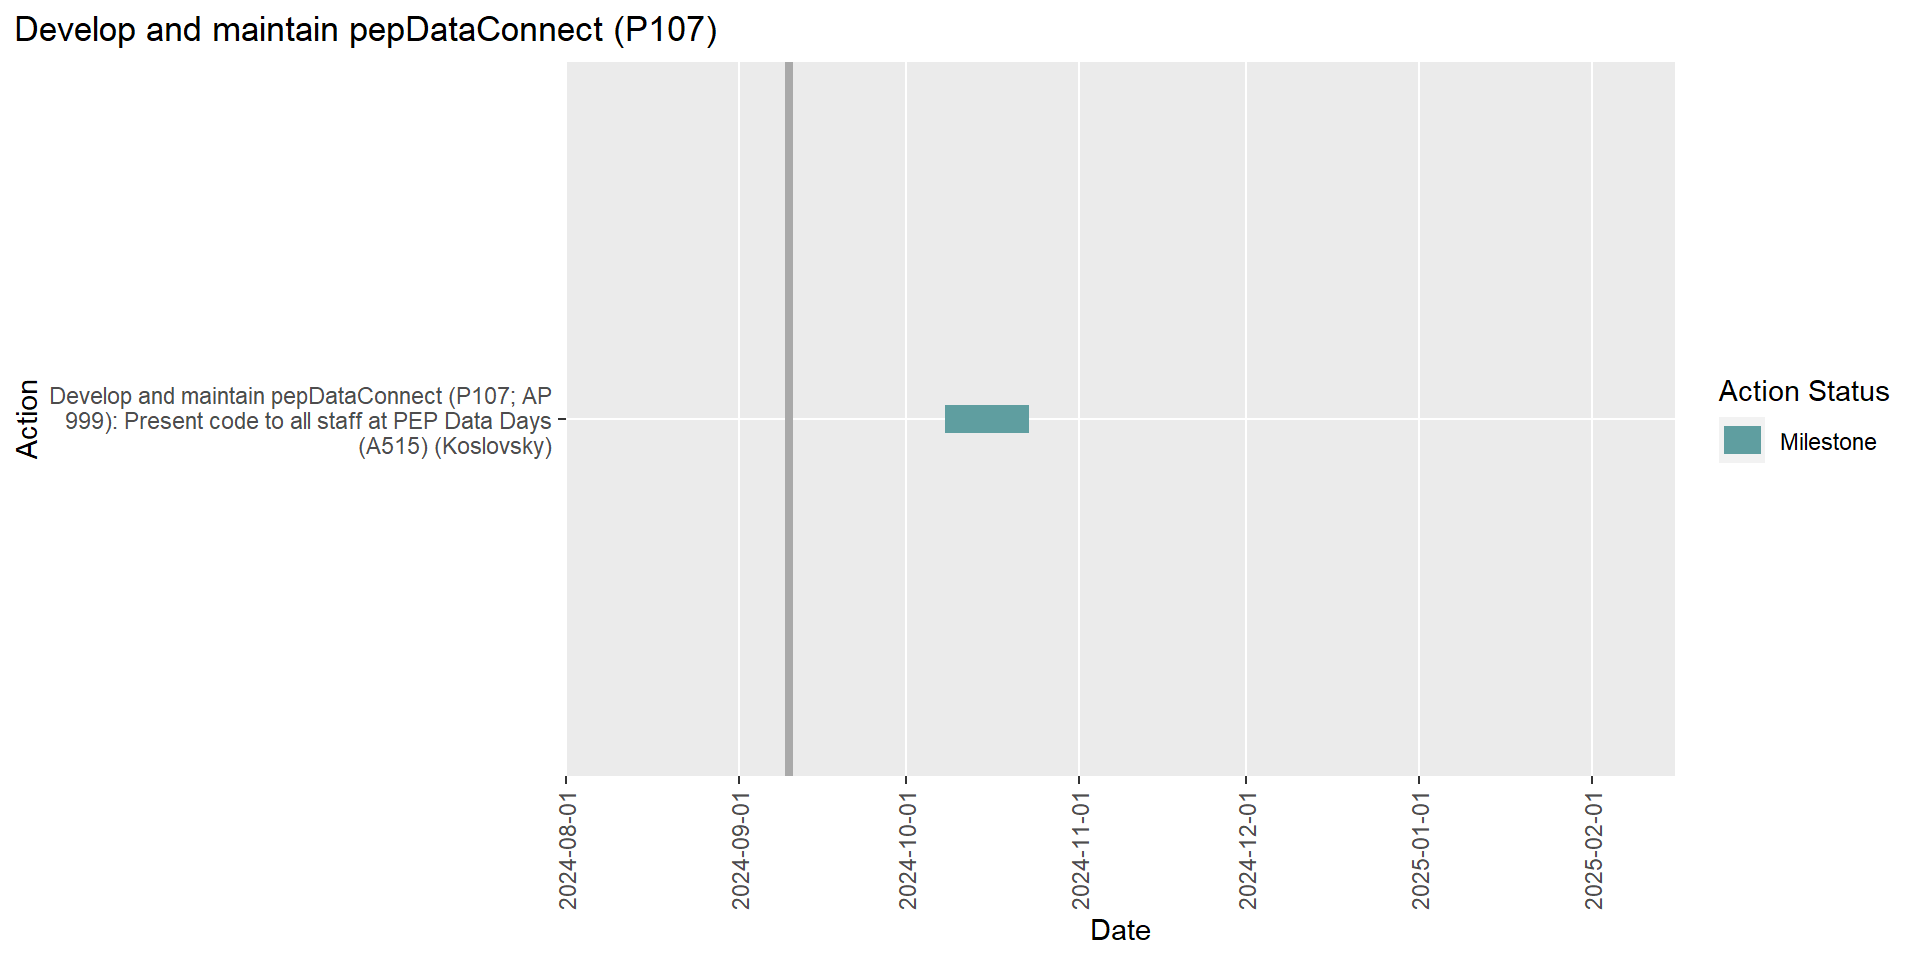 Develop and maintain pepDataConnect (P107)
Action
Develop and maintain pepDataConnect (P107; AP
999): Present code to all staff at PEP Data Days
(A515) (Koslovsky)
Action Status
Milestone
2024-08-01
2024-09-01
2024-10-01
2024-11-01
2024-12-01
2025-01-01
2025-02-01
Date